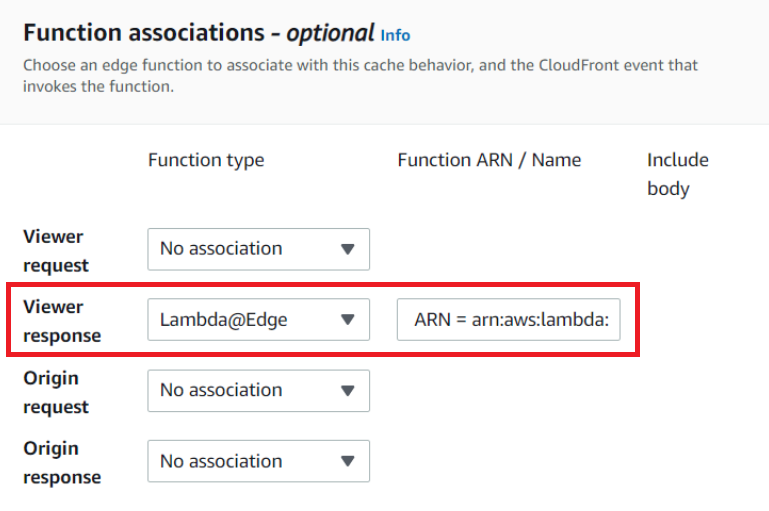 Function associations - optional Info
Choose an edge function to associate with this cache behavior, and the CloudFront event that
invokes the function.
Function type Function ARN / Name Include
body
Viewer
request
No association
Viewer
response
Lambda@Edge
ARN = arn:aws:lambda:
Origin
request
No association
Origin
response
No association